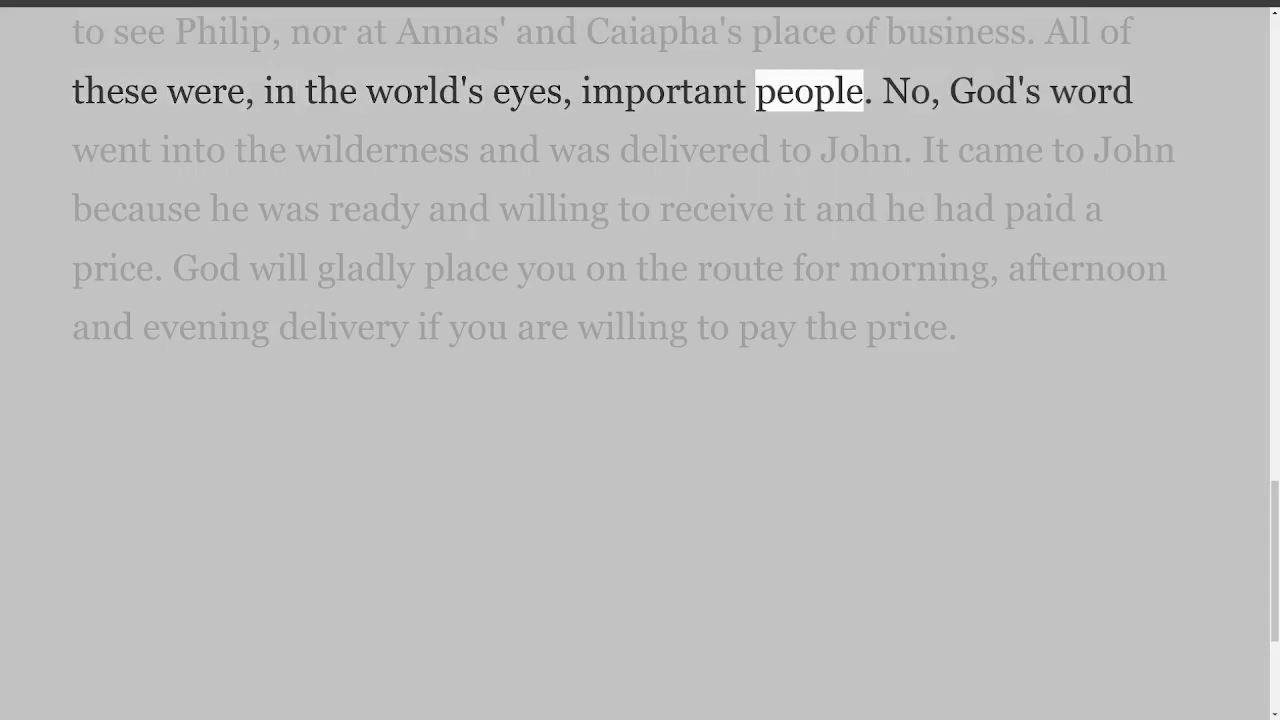 to see Philip, nor at Annas' and Caiapha's place of business. All of
these were, in the world's eyes, important people. No, God's word
went into the wilderness and was delivered to John. It came to John
because he was ready and willing to receive it and he had paid a
price. God will gladly place you on the route for morning, afternoon
and evening delivery if you are willing to pay the price.